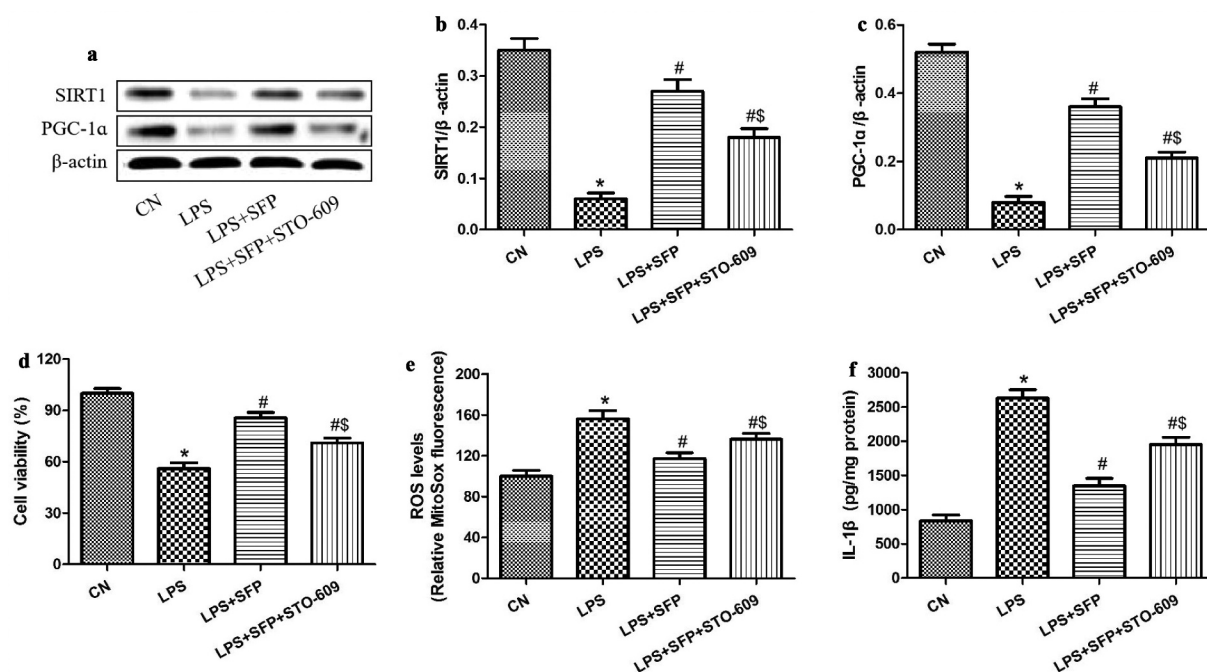 a
SIRT1
PGC-1α
β-actin
CN
LPS
LPS+SFP
LPS+SFP+STO-609
b
SIRT1/β -actin
0.4
0.3
0.2
0.1
0.0
*
#
#$
CN
LPS
LPS+SFP
LPS+SFP+STO-609
c
PGC-1α /β -actin
0.6
0.4
0.2
0.0
*
#
#$
CN
LPS
LPS+SFP
LPS+SFP+STO-609
d
Cell viability (%)
120
90
60
30
0
*
#
#$
CN
LPS
LPS+SFP
LPS+SFP+STO-609
e
ROS levels
(Relative MitoSox fluorescence)
200
160
120
80
40
0
*
#
#$
CN
LPS
LPS+SFP
LPS+SFP+STO-609
f
IL-1β (pg/mg protein)
3000
2500
2000
1500
1000
500
0
*
#
#$
CN
LPS
LPS+SFP
LPS+SFP+STO-609